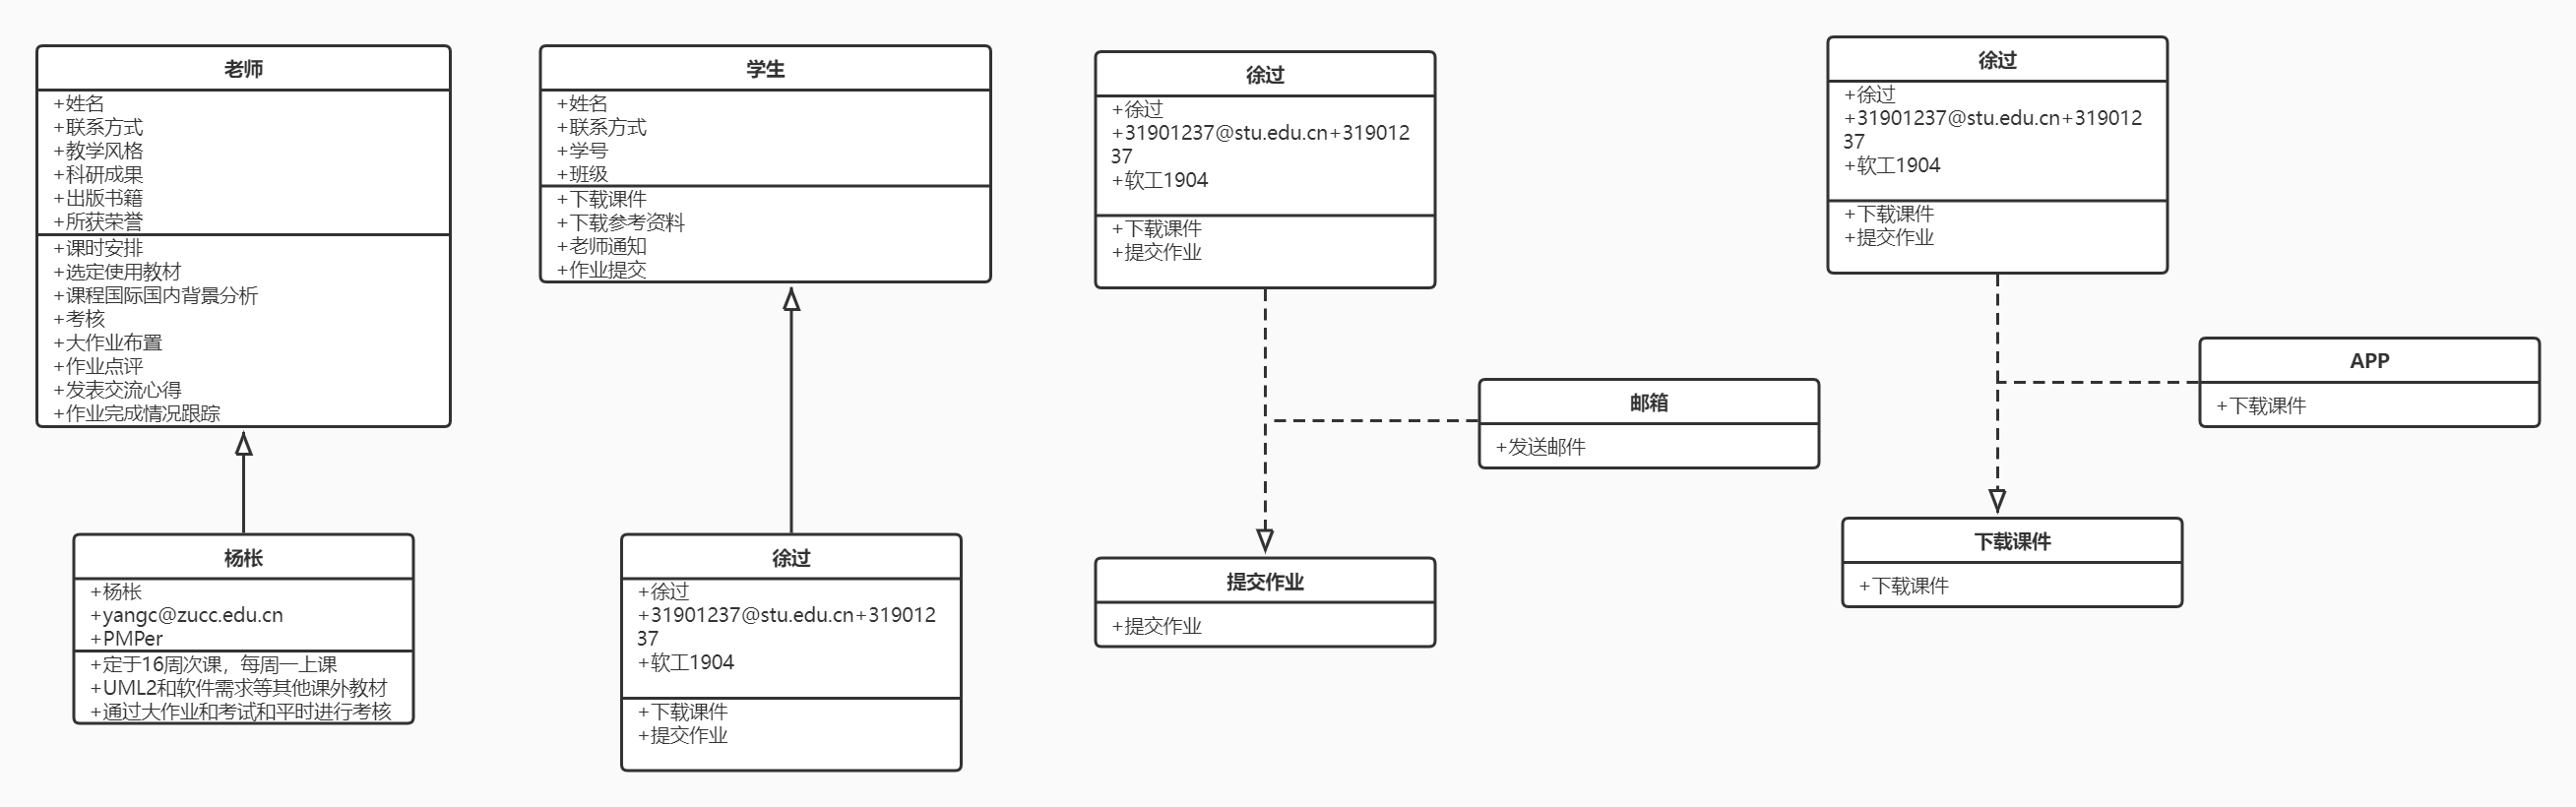 老师
+姓名
+联系方式
+教学风格
+科研成果
+出版书籍
+所获荣誉
+课时安排
+选定使用教材
+课程国际国内背景分析
+考核
+大作业布置
+作业点评
+发表交流心得
+作业完成情况跟踪
杨枨
+杨枨
+yangc@zucc.edu.cn
+PMPer
+定于16周次课，每周一上课
+UML2和软件需求等其他课外教材
+通过大作业和考试和平时进行考核
学生
+姓名
+联系方式
+学号
+班级
+下载课件
+下载参考资料
+老师通知
+作业提交
徐过
+徐过
+31901237@stu.edu.cn+319012
37
+软工1904
+下载课件
+提交作业
徐过
+徐过
+31901237@stu.edu.cn+319012
37
+软工1904
+下载课件
+提交作业
邮箱
+发送邮件
提交作业
+提交作业
徐过
+徐过
+31901237@stu.edu.cn+319012
37
+软工1904
+下载课件
+提交作业
APP
+下载课件
下载课件
+下载课件